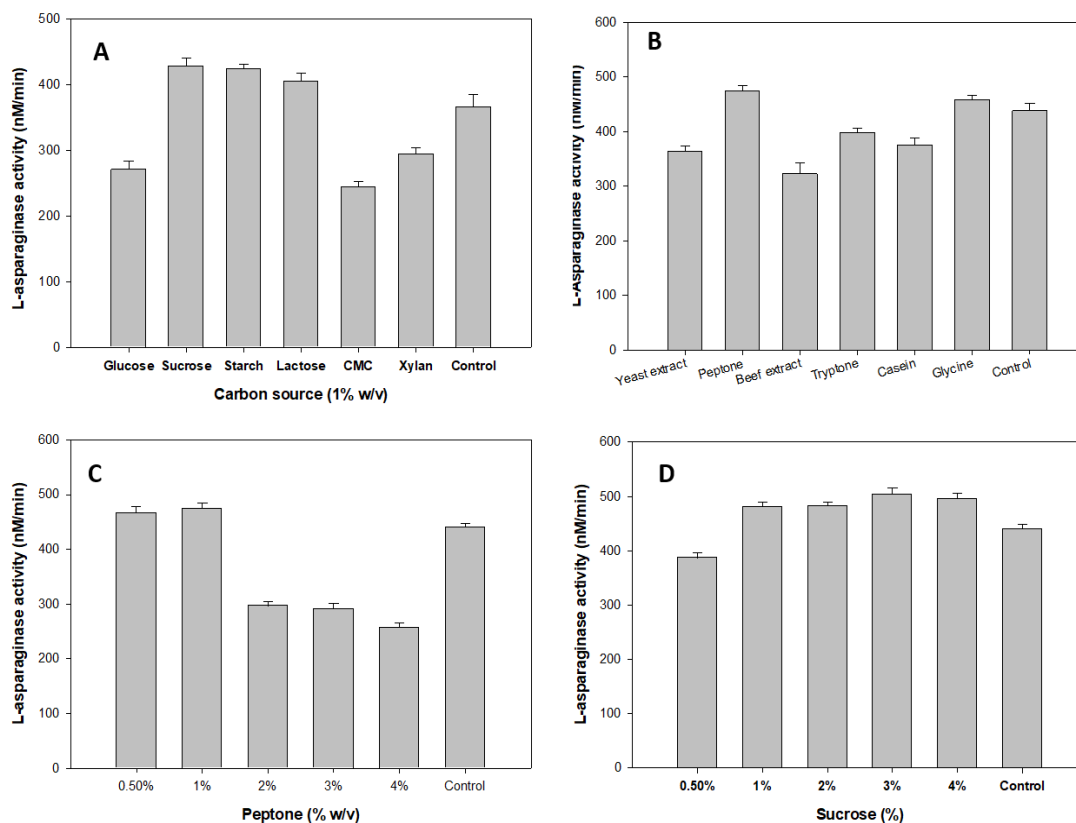 A
L-asparaginase activity (nM/min)
500
400
300
200
100
0
Glucose Sucrose Starch Lactose CMC Xylan Control
Carbon source (1% w/v)
B
L-Asparaginase activity (nM/min)
600
500
400
300
200
100
0
Yeast extract Peptone Beef extract Tryptone Casein Glycine Control
C
L-asparaginase activity (nM/min)
600
500
400
300
200
100
0
0.50% 1% 2% 3% 4% Control
Peptone (% w/v)
D
L-asparaginase activity (nM/min)
600
500
400
300
200
100
0
0.50% 1% 2% 3% 4% Control
Sucrose (%)